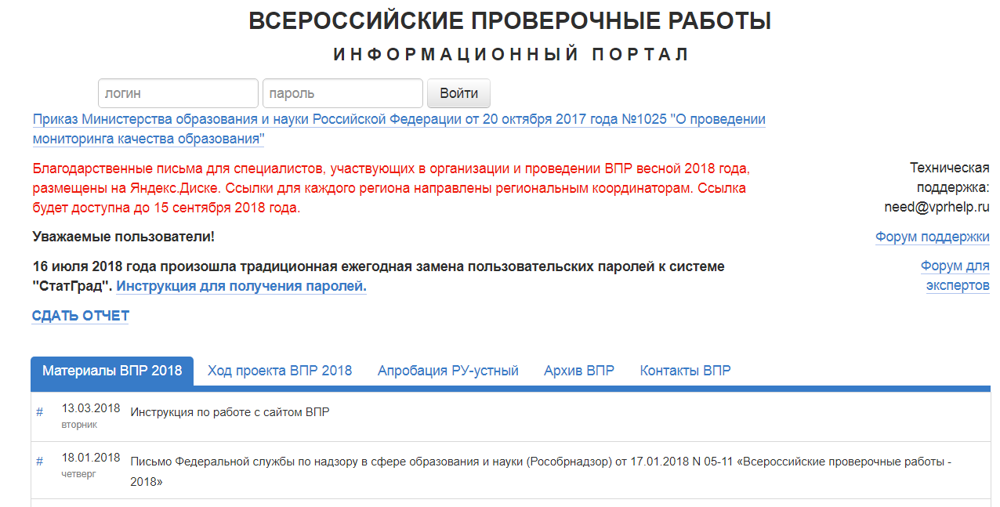 ВСЕРОССИЙСКИЕ ПРОВЕРОЧНЫЕ РАБОТЫ
ИНФОРМАЦИОННЫЙ ПОРТАЛ
логин пароль Войти
Приказ Министерства образования и науки Российской Федерации от 20 октября 2017 года №1025 "О проведении
мониторинга качества образования"
Благодарственные письма для специалистов, участвующих в организации и проведении ВПР весной 2018 года,
размещены на Яндекс.Диске. Ссылки для каждого региона направлены региональным координаторам. Ссылка
будет доступна до 15 сентября 2018 года.
Уважаемые пользователи!
16 июля 2018 года произошла традиционная ежегодная замена пользовательских паролей к системе
"СтатГрад". Инструкция для получения паролей.
СДАТЬ ОТЧЕТ
Техническая
поддержка:
need@vprhelp.ru
Форум поддержки
Форум для
экспертов
Материалы ВПР 2018 Ход проекта ВПР 2018 Апробация РУ-устный Архив ВПР Контакты ВПР
# 13.03.2018 Инструкция по работе с сайтом ВПР
вторник
# 18.01.2018 Письмо Федеральной службы по надзору в сфере образования и науки (Рособрнадзор) от 17.01.2018 N 05-11 «Всероссийские проверочные работы -
четверг 2018»